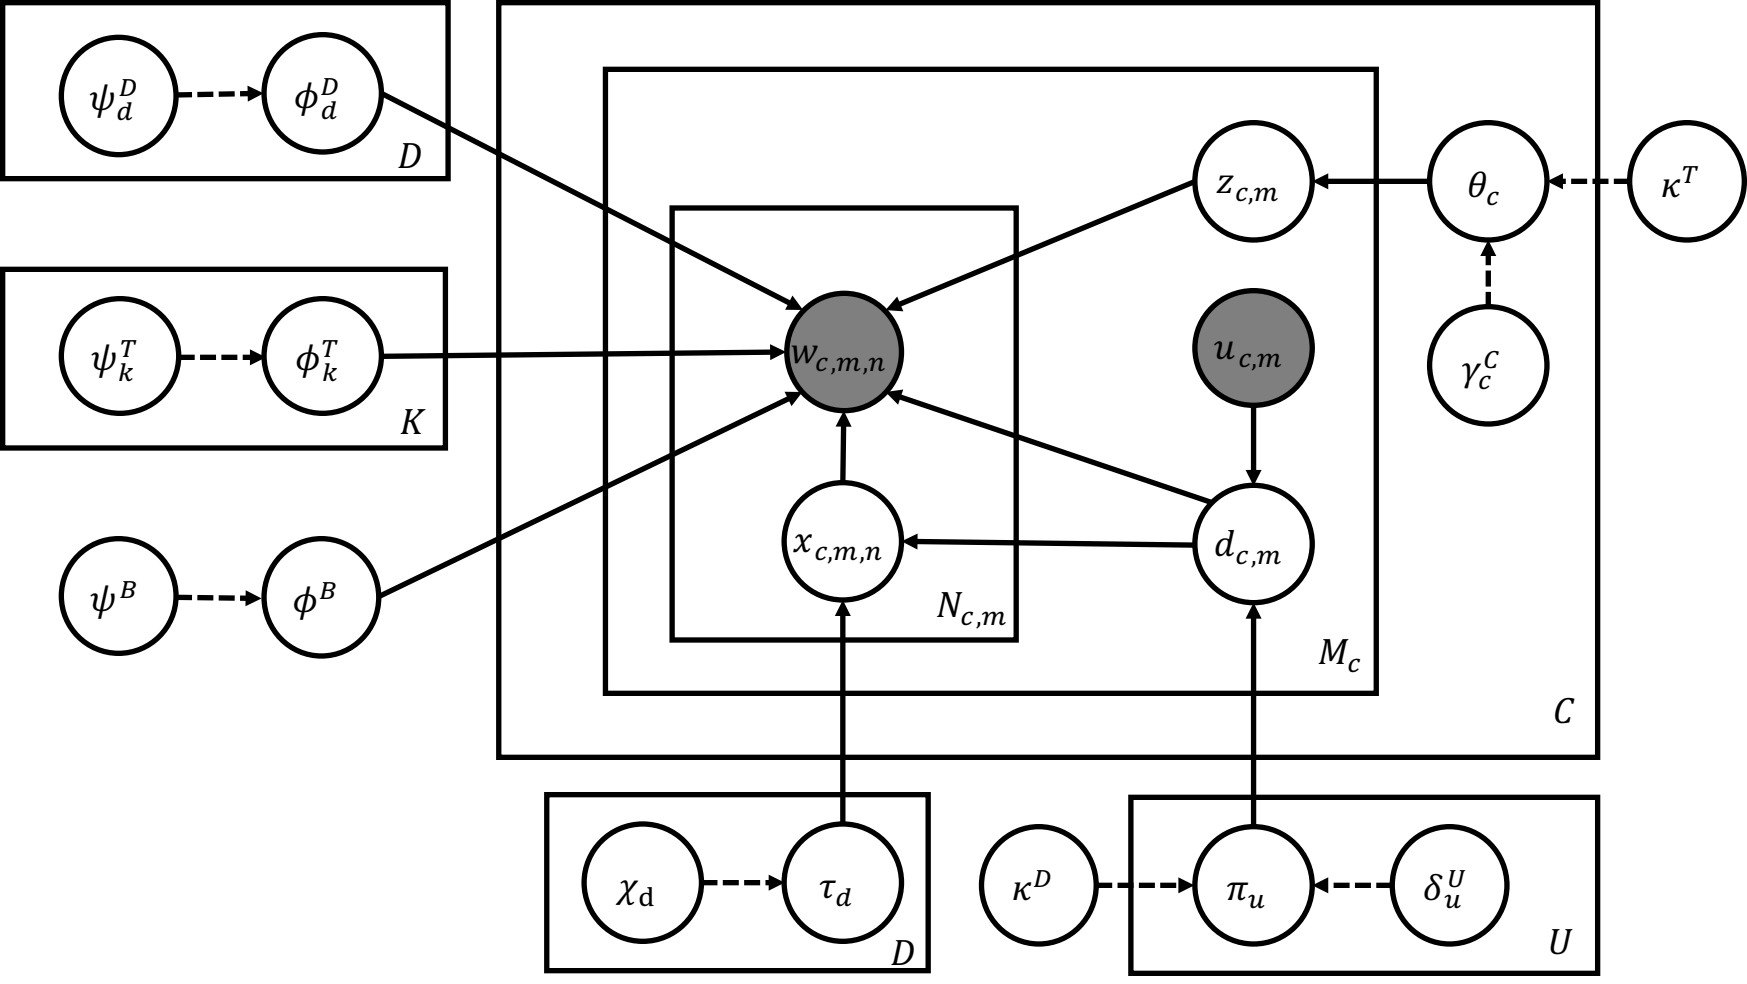 ψ_d^D
ϕ_d^D
D
z_{c,m}
θ_c
κ^T
ψ_k^T
ϕ_k^T
K
w_{c,m,n}
u_{c,m}
γ_c^C
ψ^B
ϕ^B
x_{c,m,n}
d_{c,m}
N_{c,m}
M_c
C
χ_d
τ_d
D
κ^D
π_u
δ_u^U
U